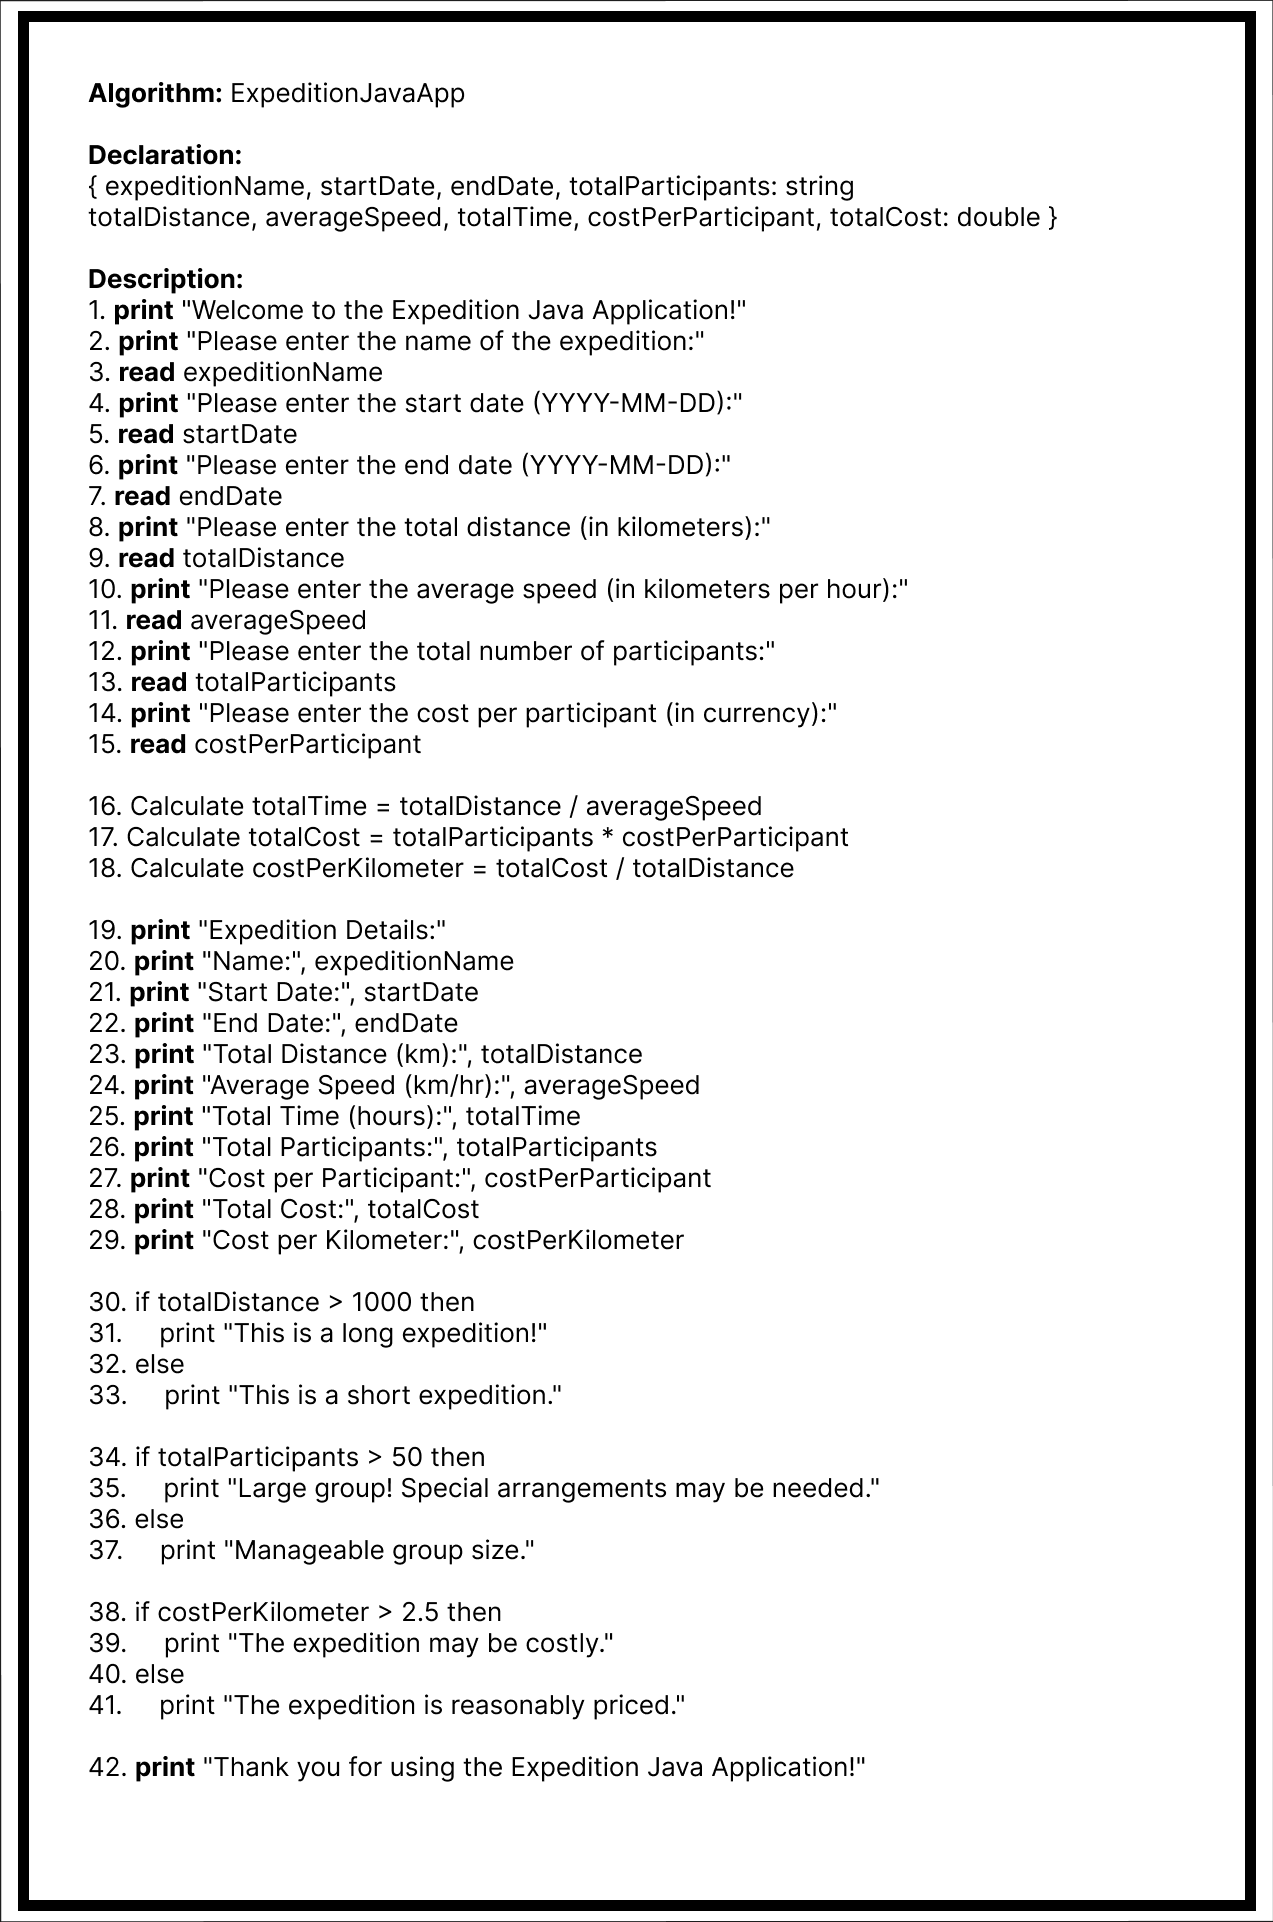 Algorithm: ExpeditionJavaApp
Declaration:
{ expeditionName, startDate, endDate, totalParticipants: string
totalDistance, averageSpeed, totalTime, costPerParticipant, totalCost: double }
Description:
1. print "Welcome to the Expedition Java Application!"
2. print "Please enter the name of the expedition:"
3. read expeditionName
4. print "Please enter the start date (YYYY-MM-DD):"
5. read startDate
6. print "Please enter the end date (YYYY-MM-DD):"
7. read endDate
8. print "Please enter the total distance (in kilometers):"
9. read totalDistance
10. print "Please enter the average speed (in kilometers per hour):"
11. read averageSpeed
12. print "Please enter the total number of participants:"
13. read totalParticipants
14. print "Please enter the cost per participant (in currency):"
15. read costPerParticipant
16. Calculate totalTime = totalDistance / averageSpeed
17. Calculate totalCost = totalParticipants * costPerParticipant
18. Calculate costPerKilometer = totalCost / totalDistance
19. print "Expedition Details:"
20. print "Name:", expeditionName
21. print "Start Date:", startDate
22. print "End Date:", endDate
23. print "Total Distance (km):", totalDistance
24. print "Average Speed (km/hr):", averageSpeed
25. print "Total Time (hours):", totalTime
26. print "Total Participants:", totalParticipants
27. print "Cost per Participant:", costPerParticipant
28. print "Total Cost:", totalCost
29. print "Cost per Kilometer:", costPerKilometer
30. if totalDistance > 1000 then
31. print "This is a long expedition!"
32. else
33. print "This is a short expedition."
34. if totalParticipants > 50 then
35. print "Large group! Special arrangements may be needed."
36. else
37. print "Manageable group size."
38. if costPerKilometer > 2.5 then
39. print "The expedition may be costly."
40. else
41. print "The expedition is reasonably priced."
42. print "Thank you for using the Expedition Java Application!"